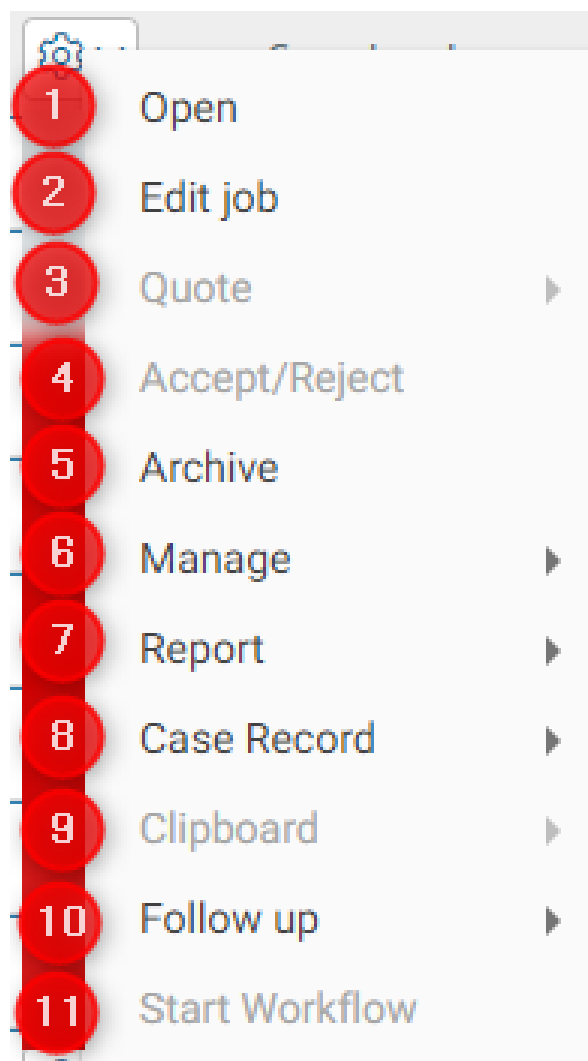 1 Open
2 Edit job
3 Quote
4 Accept/Reject
5 Archive
6 Manage
7 Report
8 Case Record
9 Clipboard
10 Follow up
11 Start Workflow